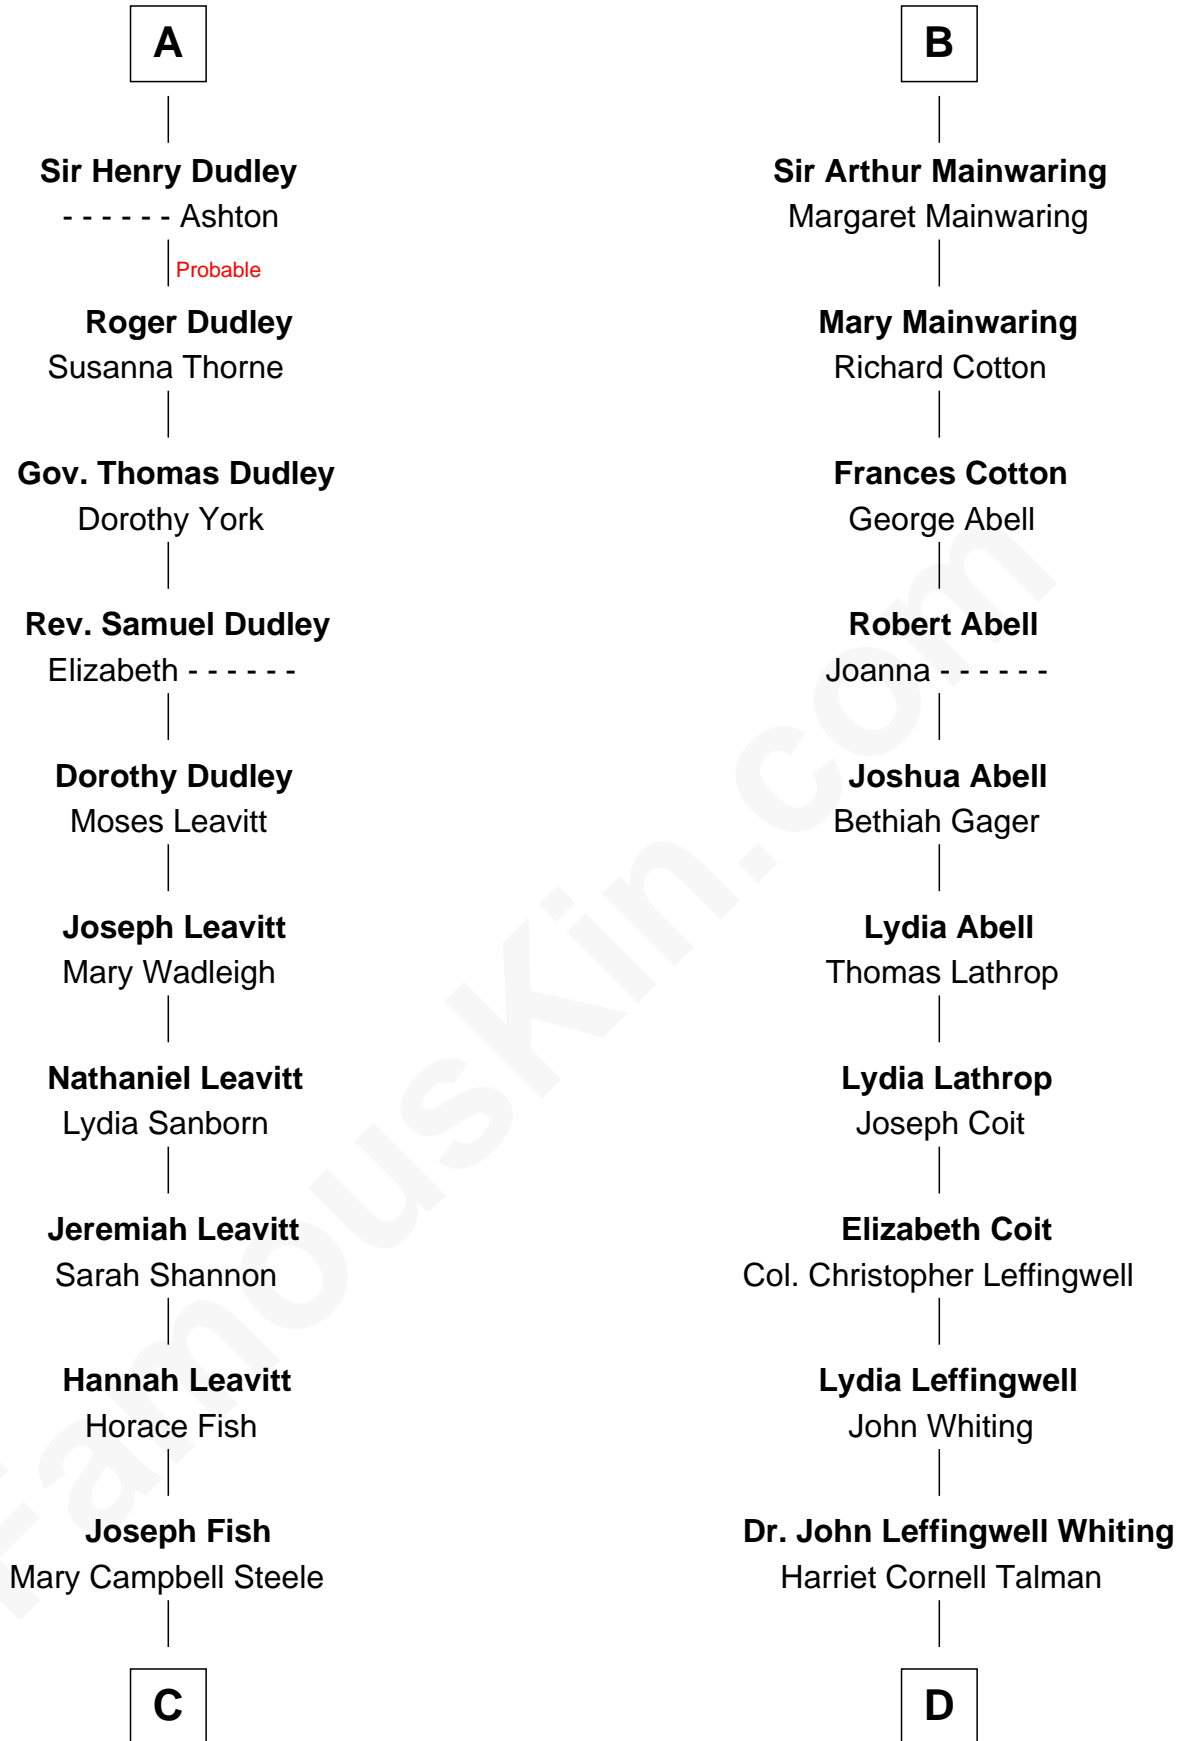 A
Sir Henry Dudley
- - - - - - Ashton
Probable
Roger Dudley
Susanna Thorne
Gov. Thomas Dudley
Dorothy York
Rev. Samuel Dudley
Elizabeth - - - - - -
Dorothy Dudley
Moses Leavitt
Joseph Leavitt
Mary Wadleigh
Nathaniel Leavitt
Lydia Sanborn
Jeremiah Leavitt
Sarah Shannon
Hannah Leavitt
Horace Fish
Joseph Fish
Mary Campbell Steele
C
B
Sir Arthur Mainwaring
Margaret Mainwaring
Mary Mainwaring
Richard Cotton
Frances Cotton
George Abell
Robert Abell
Joanna - - - - - -
Joshua Abell
Bethiah Gager
Lydia Abell
Thomas Lathrop
Lydia Lathrop
Joseph Coit
Elizabeth Coit
Col. Christopher Leffingwell
Lydia Leffingwell
John Whiting
Dr. John Leffingwell Whiting
Harriet Cornell Talman
D
FamousKin.com